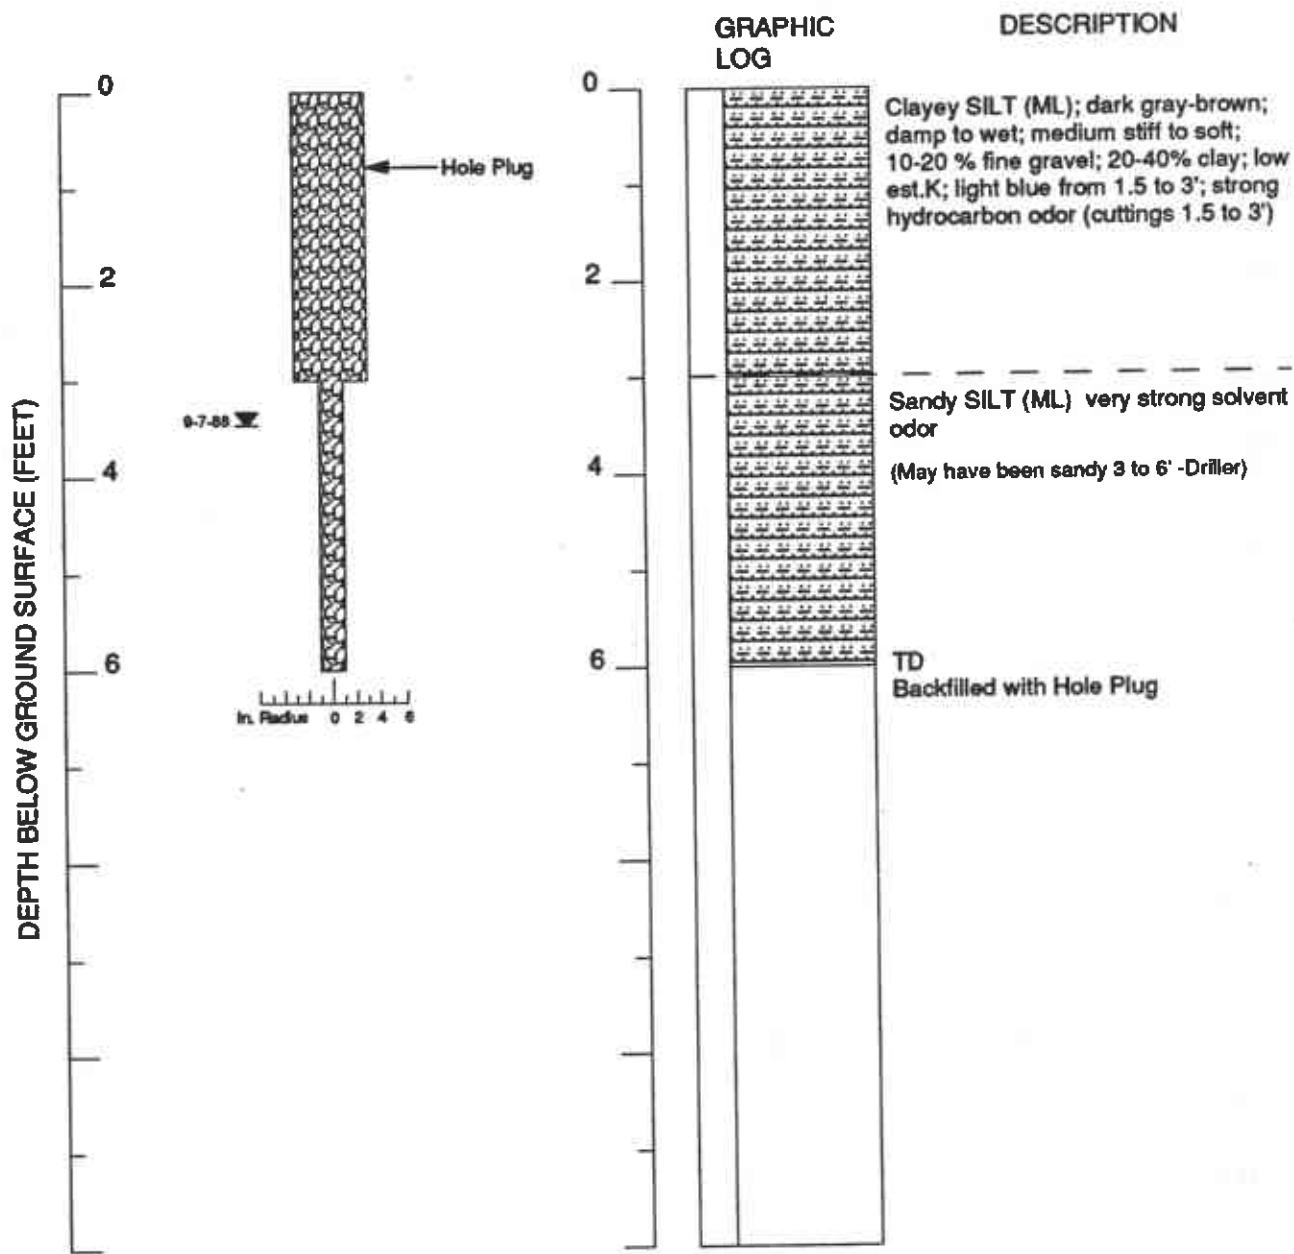 GRAPHIC
LOG
DESCRIPTION
0
2
4
6
DEPTH BELOW GROUND SURFACE (FEET)
Hole Plug
9-7-88
In. Radius 0 2 4 6
0
2
4
6
Clayey SILT (ML); dark gray-brown;
damp to wet; medium stiff to soft;
10-20 % fine gravel; 20-40% clay; low
est.K; light blue from 1.5 to 3'; strong
hydrocarbon odor (cuttings 1.5 to 3')
Sandy SILT (ML) very strong solvent
odor
(May have been sandy 3 to 6' -Driller)
TD
Backfilled with Hole Plug